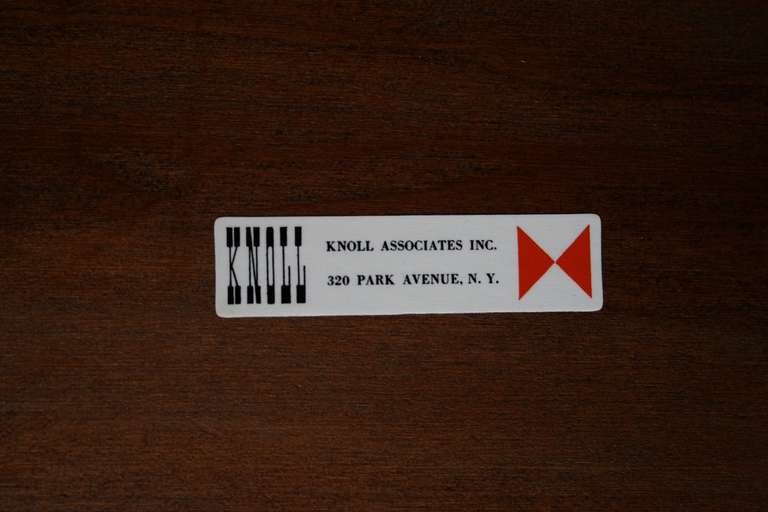 KNOLL
KNOLL ASSOCIATES INC.
320 PARK AVENUE, N. Y.